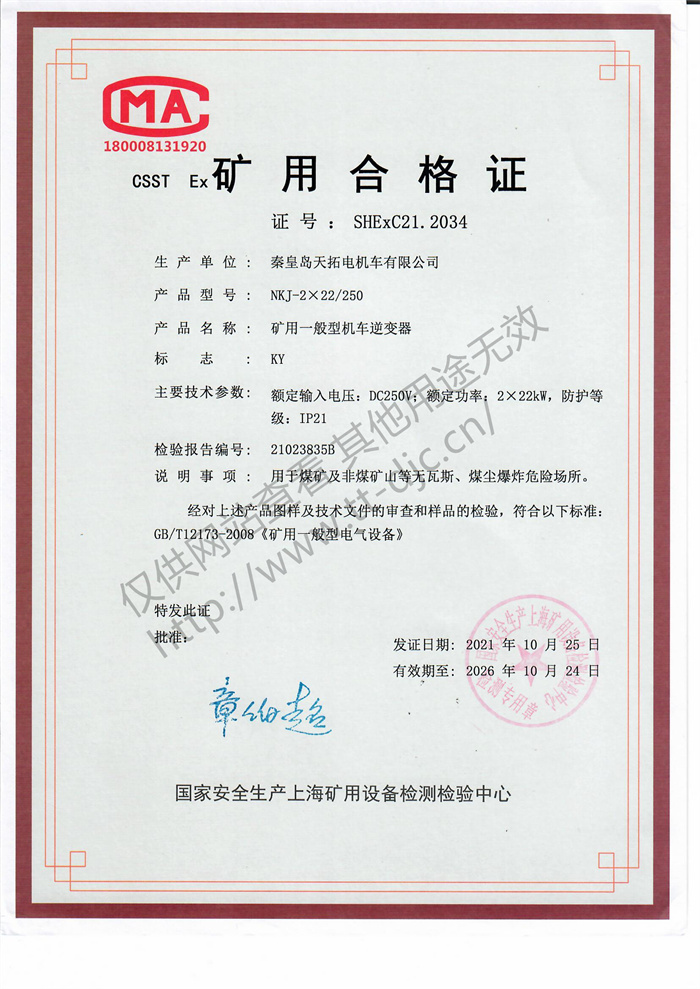 MA
180008131920
CSST Ex 矿用合格证
证号：SHExC21.2034
生产单位：秦皇岛天拓电机车有限公司
产品型号：NKJ-2×22/250
产品名称：矿用一般型机车逆变器
标志：KY
主要技术参数：额定输入电压：DC250V；额定功率：2×22kW，防护等
级：IP21
检验报告编号：21023835B
说明事项：用于煤矿及非煤矿山等无瓦斯、煤尘爆炸危险场所。
经对上述产品图样及技术文件的审查和样品的检验，符合以下标准：
GB/T12173-2008《矿用一般型电气设备》
仅供网站查看 其他用途无效
http://www.tt-djc.cn/
特发此证
批准：
发证日期：2021 年 10 月 25 日
有效期至：2026 年 10 月 24 日
章伯超
国家安全生产上海矿用设备检测检验中心